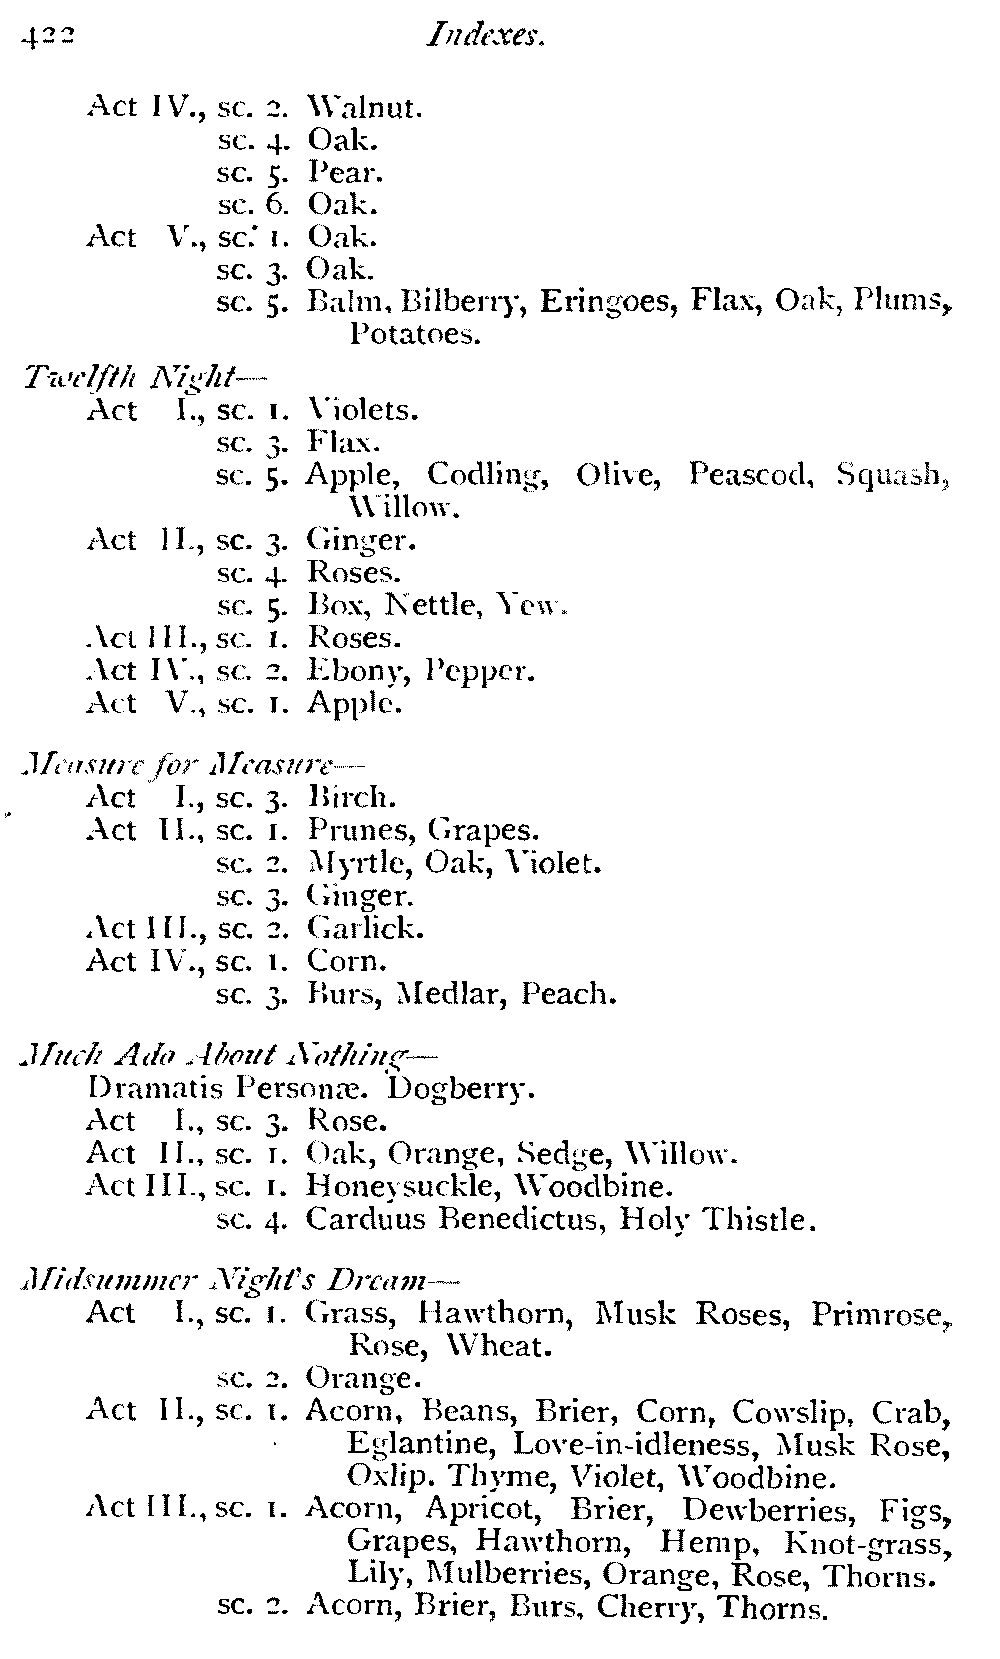 422 Indexes.
Act IV., sc. 2. Walnut.
sc. 4. Oak.
sc. 5. Pear.
sc. 6. Oak.
Act V., sc. 1. Oak.
sc. 3. Oak.
sc. 5. Balm, Bilberry, Eringoes, Flax, Oak, Plums,
Potatoes.
Twelfth Night—
Act I., sc. 1. Violets.
sc. 3. Flax.
sc. 5. Apple, Codling, Olive, Peascod, Squash,
Willow.
Act II., sc. 3. Ginger.
sc. 4. Roses.
sc. 5. Box, Nettle, Yew.
Act III., sc. 1. Roses.
Act IV., sc. 2. Ebony, Pepper.
Act V., sc. 1. Apple.
Measure for Measure—
Act I., sc. 3. Birch.
Act II., sc. 1. Prunes, Grapes.
sc. 2. Myrtle, Oak, Violet.
sc. 3. Ginger.
Act III., sc. 2. Garlick.
Act IV., sc. 1. Corn.
sc. 3. Burs, Medlar, Peach.
Much Ado About Nothing—
Dramatis Personæ. Dogberry.
Act I., sc. 3. Rose.
Act II., sc. 1. Oak, Orange, Sedge, Willow.
Act III., sc. 1. Honeysuckle, Woodbine.
sc. 4. Carduus Benedictus, Holy Thistle.
Midsummer Night's Dream—
Act I., sc. 1. Grass, Hawthorn, Musk Roses, Primrose,
Rose, Wheat.
sc. 2. Orange.
Act II., sc. 1. Acorn, Beans, Brier, Corn, Cowslip, Crab,
Eglantine, Love-in-idleness, Musk Rose,
Oxlip. Thyme, Violet, Woodbine.
Act III., sc. 1. Acorn, Apricot, Brier, Dewberries, Figs,
Grapes, Hawthorn, Hemp, Knot-grass,
Lily, Mulberries, Orange, Rose, Thorns.
sc. 2. Acorn, Brier, Burs, Cherry, Thorns.